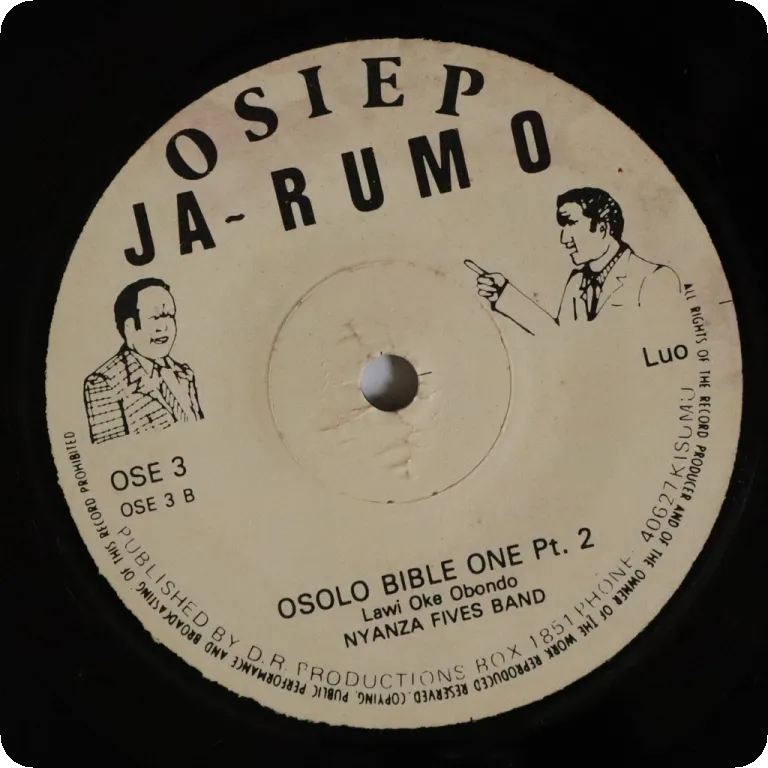 OSIEP
JA-RUMO
Luo
OSE 3
OSE 3 B
OSOLO BIBLE ONE Pt. 2
Lawi Oke Obondo
NYANZA FIVES BAND
PUBLISHED BY D.R. PRODUCTIONS BOX 1851 PHONE: 40627 KISUMU
ALL RIGHTS OF THE RECORD PRODUCER AND OF THE OWNER OF THE WORK REPRODUCED RESERVED. COPYING, PUBLIC PERFORMANCE AND BROADCASTING OF THIS RECORD PROHIBITED